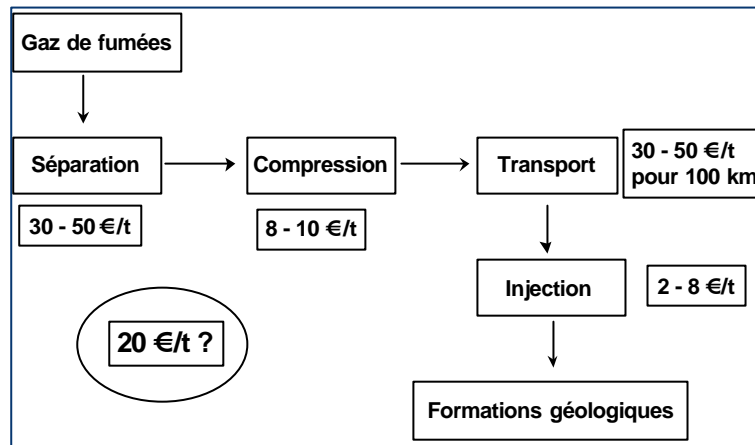 Gaz de fumées
Séparation
Compression
Transport
30 - 50 €/t
pour 100 km
30 - 50 €/t
8 - 10 €/t
Injection
2 - 8 €/t
20 €/t ?
Formations géologiques